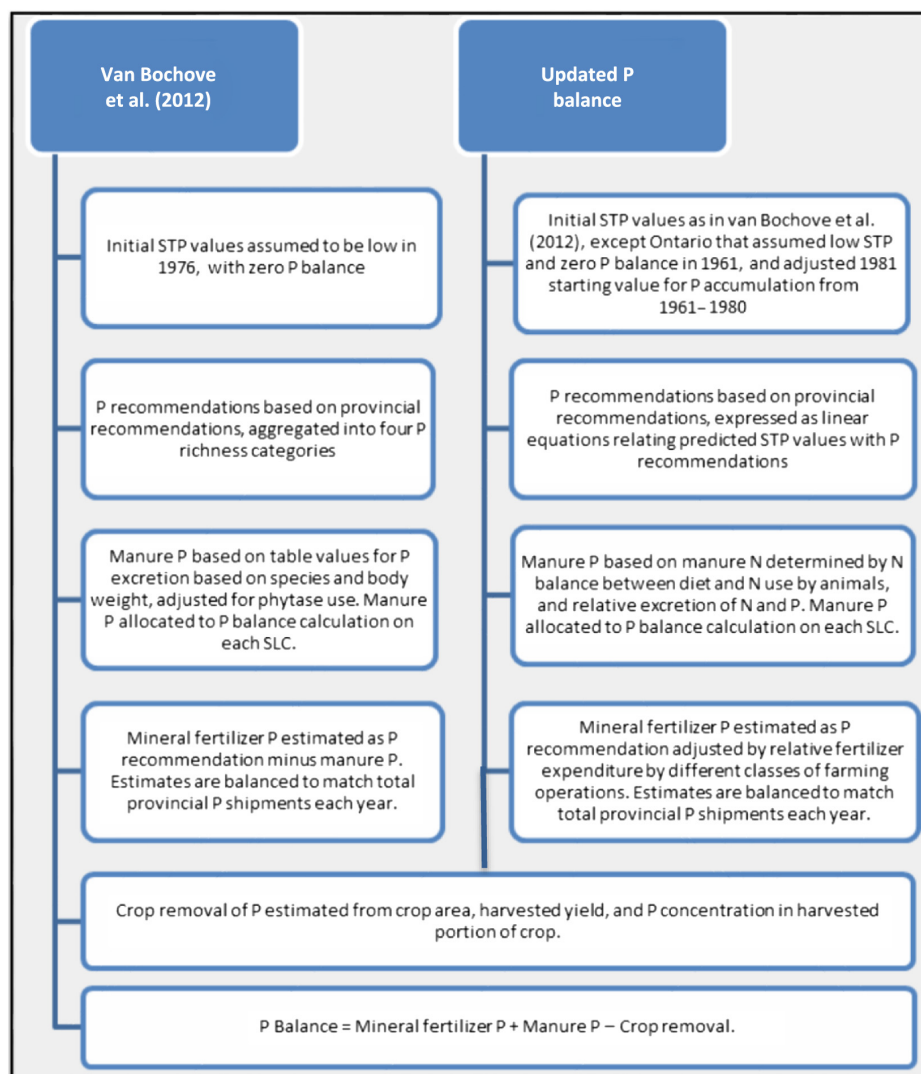 Van Bochove
et al. (2012)
Initial STP values assumed to be low in
1976, with zero P balance
P recommendations based on provincial
recommendations, aggregated into four P
richness categories
Manure P based on table values for P
excretion based on species and body
weight, adjusted for phytase use. Manure
P allocated to P balance calculation on
each SLC.
Mineral fertilizer P estimated as P
recommendation minus manure P.
Estimates are balanced to match total
provincial P shipments each year.
Updated P
balance
Initial STP values as in van Bochove et al.
(2012), except Ontario that assumed low STP
and zero P balance in 1961, and adjusted 1981
starting value for P accumulation from
1961–1980
P recommendations based on provincial
recommendations, expressed as linear
equations relating predicted STP values with P
recommendations
Manure P based on manure N determined by N
balance between diet and N use by animals,
and relative excretion of N and P. Manure P
allocated to P balance calculation on each SLC.
Mineral fertilizer P estimated as P
recommendation adjusted by relative fertilizer
expenditure by different classes of farming
operations. Estimates are balanced to match
total provincial P shipments each year.
Crop removal of P estimated from crop area, harvested yield, and P concentration in harvested
portion of crop.
P Balance = Mineral fertilizer P + Manure P – Crop removal.